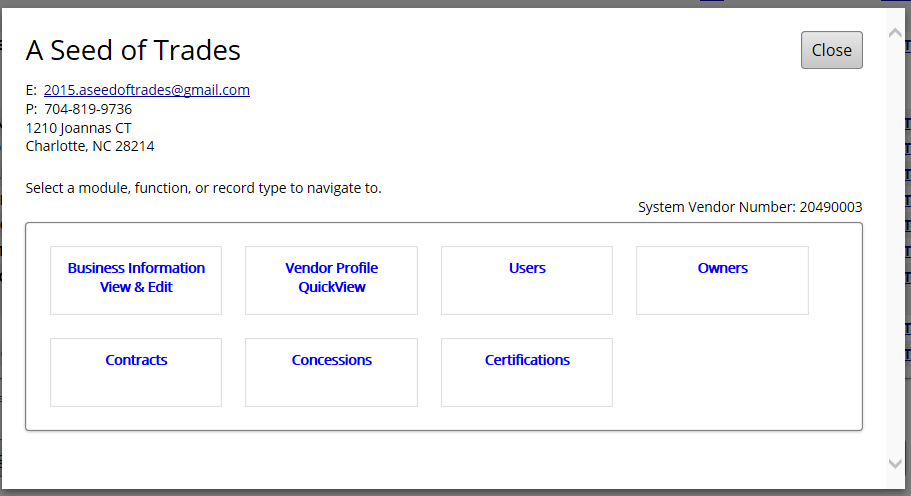 A Seed of Trades
Close
E: 2015.aseedoftrades@gmail.com
P: 704-819-9736
1210 Joannas CT
Charlotte, NC 28214
Select a module, function, or record type to navigate to.
System Vendor Number: 20490003
Business Information
View & Edit
Vendor Profile
QuickView
Users
Owners
Contracts
Concessions
Certifications